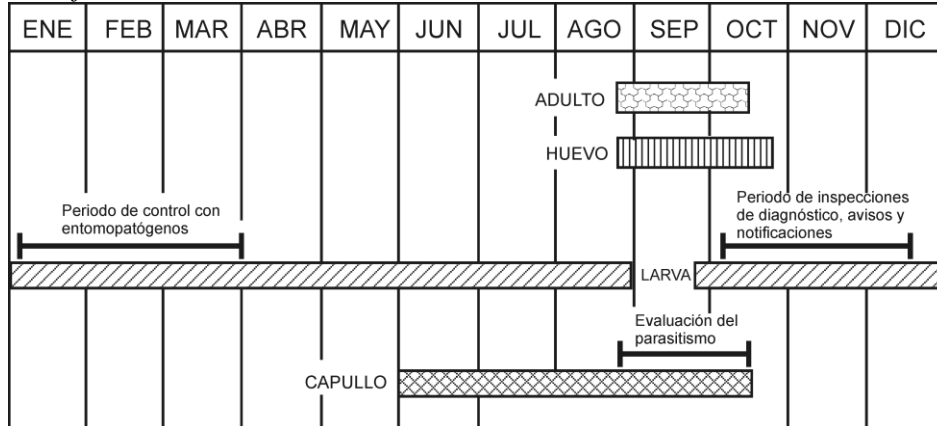 ENE FEB MAR ABR MAY JUN JUL AGO SEP OCT NOV DIC
ADULTO
HUEVO
Periodo de control con
entomopatógenos
Periodo de inspecciones
de diagnóstico, avisos y
notificaciones
LARVA
Evaluación del
parasitismo
CAPULLO